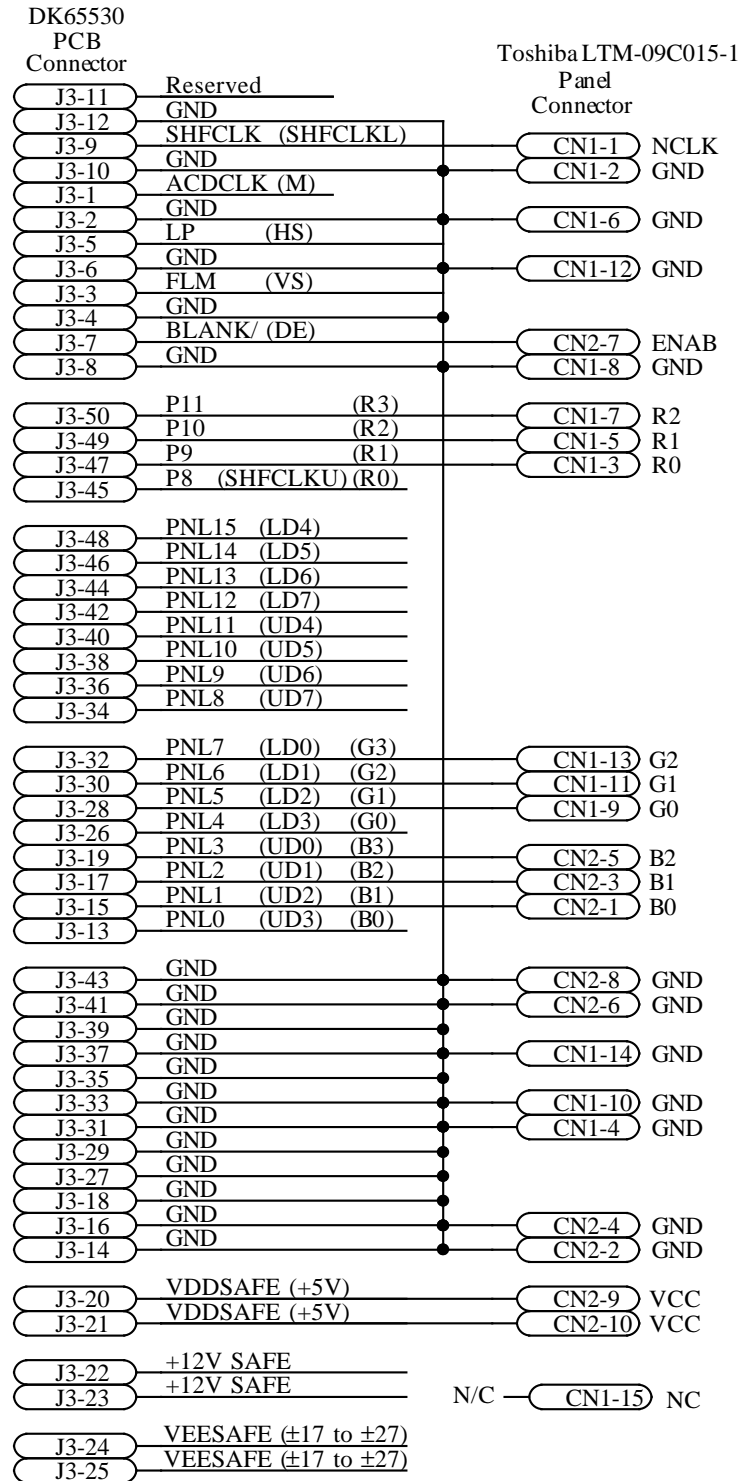 DK65530
PCB
Connector
Toshiba LTM-09C015-1
Panel
Connector
J3-11 Reserved
J3-12 GND
J3-9 SHFCLK (SHFCLKL) CN1-1 NCLK
J3-10 GND CN1-2 GND
J3-1 ACDCLK (M)
J3-2 GND CN1-6 GND
J3-5 LP (HS)
J3-6 GND CN1-12 GND
J3-3 FLM (VS)
J3-4 GND
J3-7 BLANK/ (DE) CN2-7 ENAB
J3-8 GND CN1-8 GND
J3-50 P11 (R3) CN1-7 R2
J3-49 P10 (R2) CN1-5 R1
J3-47 P9 (R1) CN1-3 R0
J3-45 P8 (SHFCLKU) (R0)
J3-48 PNL15 (LD4)
J3-46 PNL14 (LD5)
J3-44 PNL13 (LD6)
J3-42 PNL12 (LD7)
J3-40 PNL11 (UD4)
J3-38 PNL10 (UD5)
J3-36 PNL9 (UD6)
J3-34 PNL8 (UD7)
J3-32 PNL7 (LD0) (G3) CN1-13 G2
J3-30 PNL6 (LD1) (G2) CN1-11 G1
J3-28 PNL5 (LD2) (G1) CN1-9 G0
J3-26 PNL4 (LD3) (G0)
J3-19 PNL3 (UD0) (B3) CN2-5 B2
J3-17 PNL2 (UD1) (B2) CN2-3 B1
J3-15 PNL1 (UD2) (B1) CN2-1 B0
J3-13 PNL0 (UD3) (B0)
J3-43 GND CN2-8 GND
J3-41 GND CN2-6 GND
J3-39 GND
J3-37 GND CN1-14 GND
J3-35 GND
J3-33 GND CN1-10 GND
J3-31 GND CN1-4 GND
J3-29 GND
J3-27 GND
J3-18 GND
J3-16 GND CN2-4 GND
J3-14 GND CN2-2 GND
J3-20 VDDSAFE (+5V) CN2-9 VCC
J3-21 VDDSAFE (+5V) CN2-10 VCC
J3-22 +12V SAFE
J3-23 +12V SAFE N/C CN1-15 NC
J3-24 VEESAFE (±17 to ±27)
J3-25 VEESAFE (±17 to ±27)